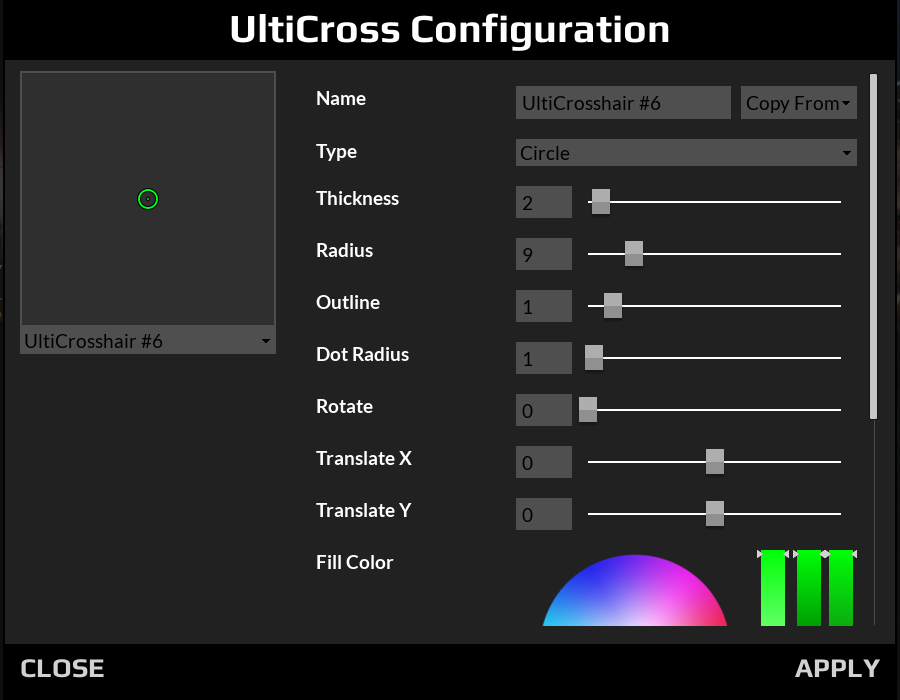 UltiCross Configuration
UltiCrosshair #6
Name
UltiCrosshair #6
Copy From
Type
Circle
Thickness
2
Radius
9
Outline
1
Dot Radius
1
Rotate
0
Translate X
0
Translate Y
0
Fill Color
CLOSE
APPLY